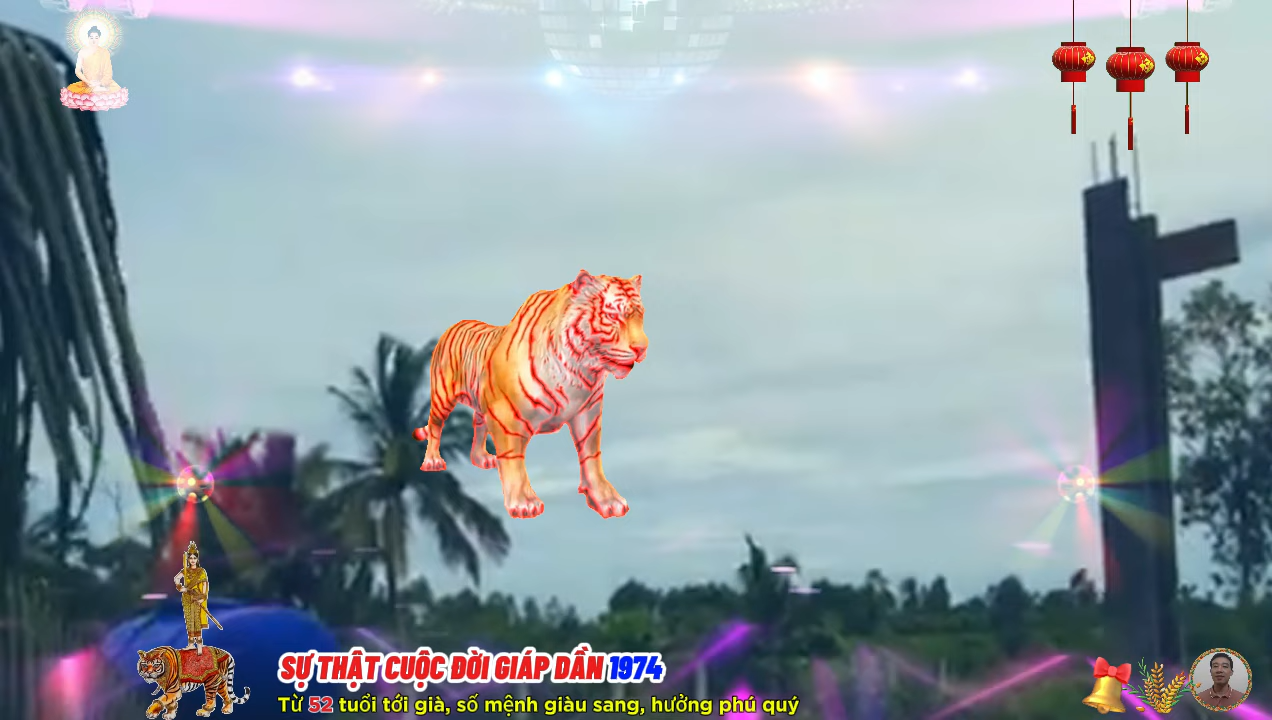 SỰ THẬT CUỘC ĐỜI GIÁP DẦN 1974
Từ 52 tuổi tới già, số mệnh giàu sang, hưởng phú quý